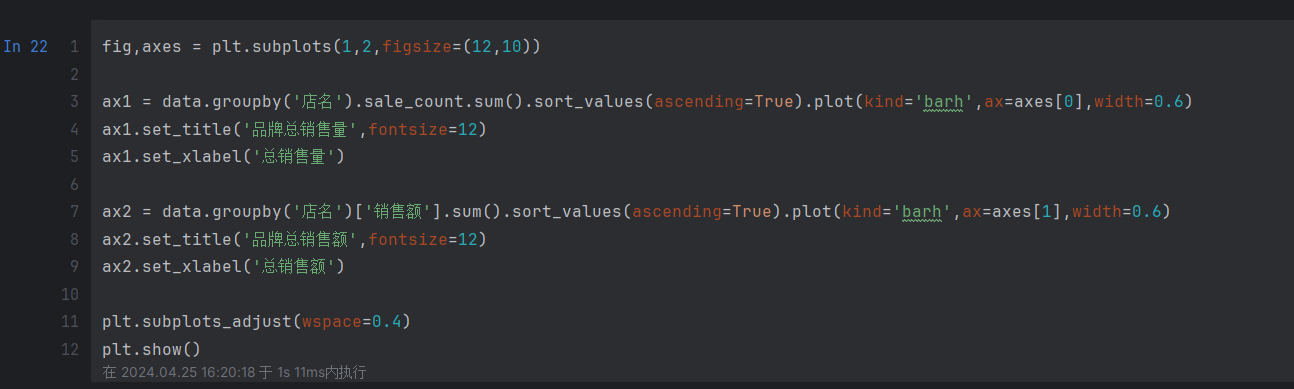 In 22 1 fig,axes = plt.subplots(1,2,figsize=(12,10))
2
3 ax1 = data.groupby('店名').sale_count.sum().sort_values(ascending=True).plot(kind='barh',ax=axes[0],width=0.6)
4 ax1.set_title('品牌总销售量',fontsize=12)
5 ax1.set_xlabel('总销售量')
6
7 ax2 = data.groupby('店名')['销售额'].sum().sort_values(ascending=True).plot(kind='barh',ax=axes[1],width=0.6)
8 ax2.set_title('品牌总销售额',fontsize=12)
9 ax2.set_xlabel('总销售额')
10
11 plt.subplots_adjust(wspace=0.4)
12 plt.show()
在 2024.04.25 16:20:18 于 1s 11ms内执行